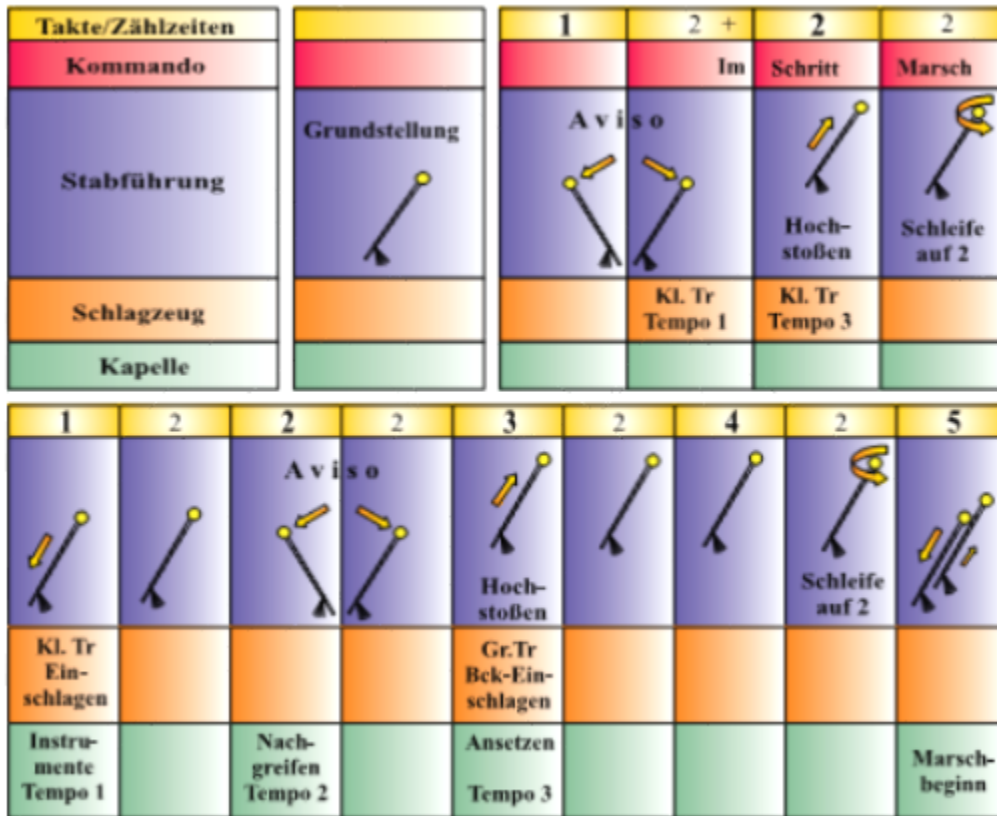 Takte/Zählzeiten
1 2 + 2 2
Kommando
Im Schritt Marsch
Stabführung
Grundstellung
Aviso
Hoch-
stoßen
Schleife
auf 2
Schlagzeug
Kl. Tr
Tempo 1
Kl. Tr
Tempo 3
Kapelle
1 2 2 2 3 2 4 2 5
Aviso
Hoch-
stoßen
Schleife
auf 2
Kl. Tr
Ein-
schlagen
Gr.Tr
Bck-Ein-
schlagen
Instru-
mente
Tempo 1
Nach-
greifen
Tempo 2
Ansetzen
Tempo 3
Marsch-
beginn